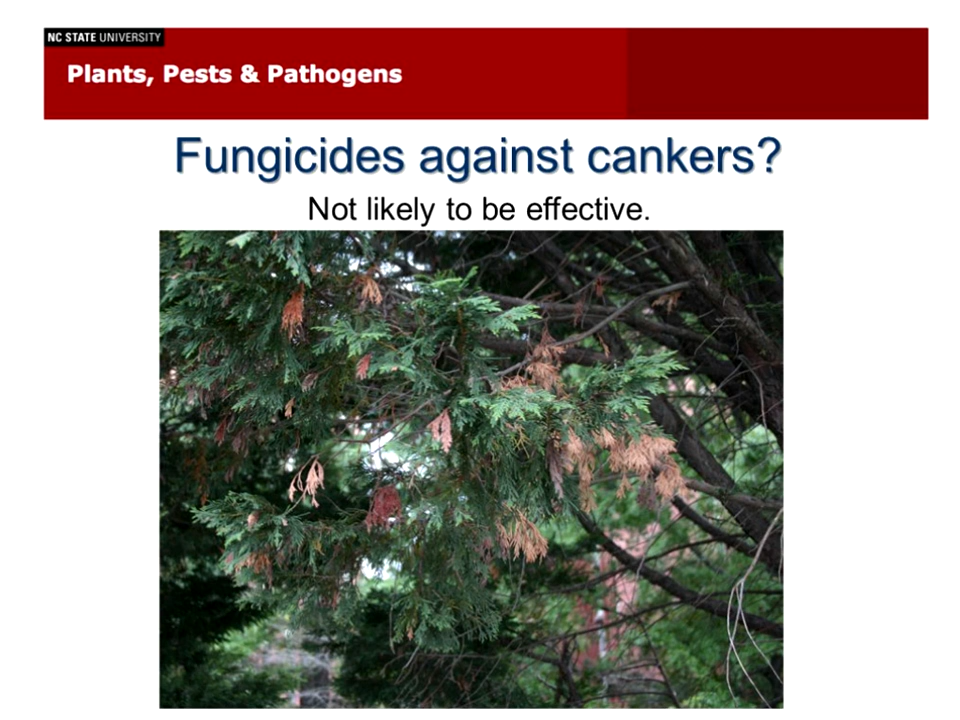 NC STATE UNIVERSITY
Plants, Pests & Pathogens
Fungicides against cankers?
Not likely to be effective.